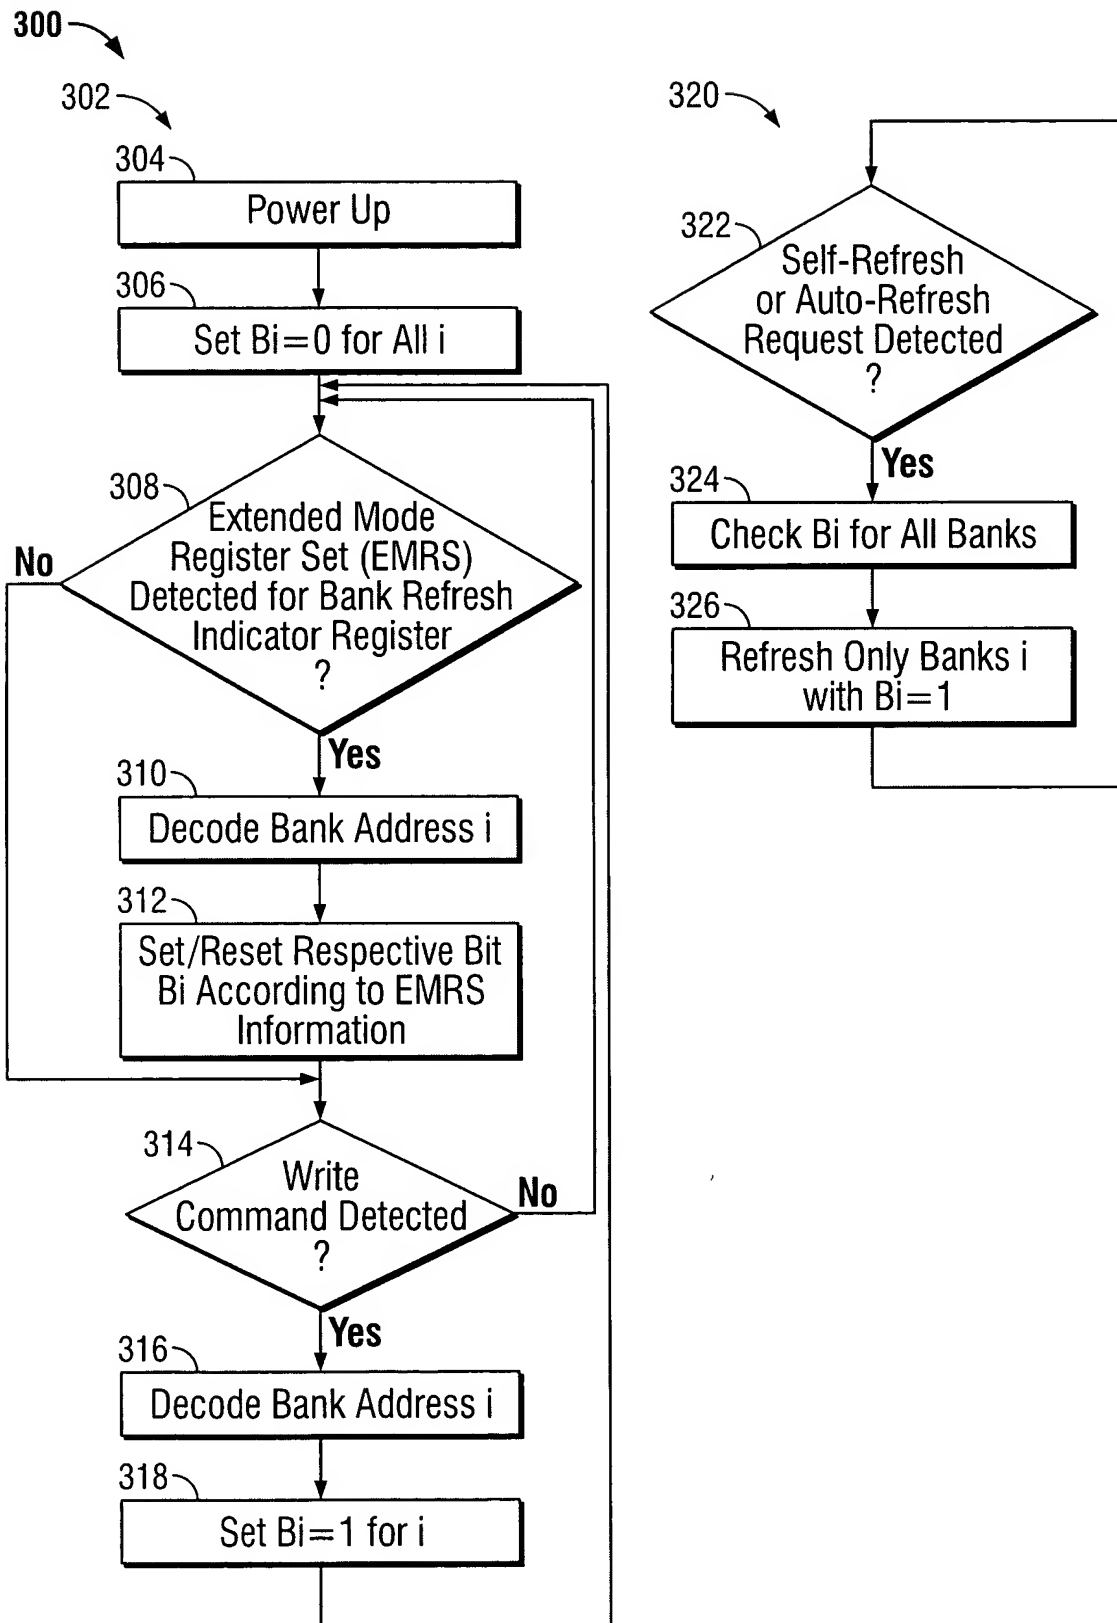 300
302
304
Power Up
306
Set Bi=0 for All i
308
Extended Mode
Register Set (EMRS)
Detected for Bank Refresh
Indicator Register
?
No
Yes
310
Decode Bank Address i
312
Set/Reset Respective Bit
Bi According to EMRS
Information
314
Write
Command Detected
?
No
Yes
316
Decode Bank Address i
318
Set Bi=1 for i
320
322
Self-Refresh
or Auto-Refresh
Request Detected
?
Yes
324
Check Bi for All Banks
326
Refresh Only Banks i
with Bi=1